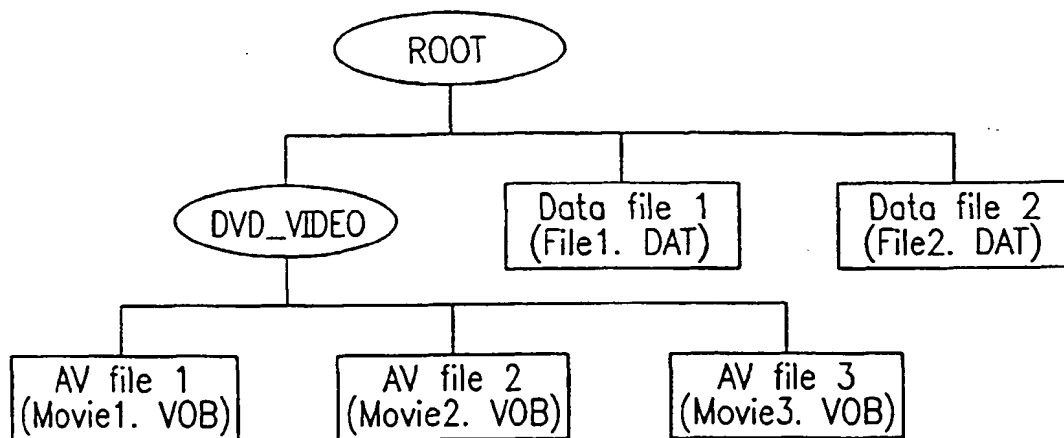 ROOT
DVD_VIDEO
Data file 1
(File1. DAT)
Data file 2
(File2. DAT)
AV file 1
(Movie1. VOB)
AV file 2
(Movie2. VOB)
AV file 3
(Movie3. VOB)